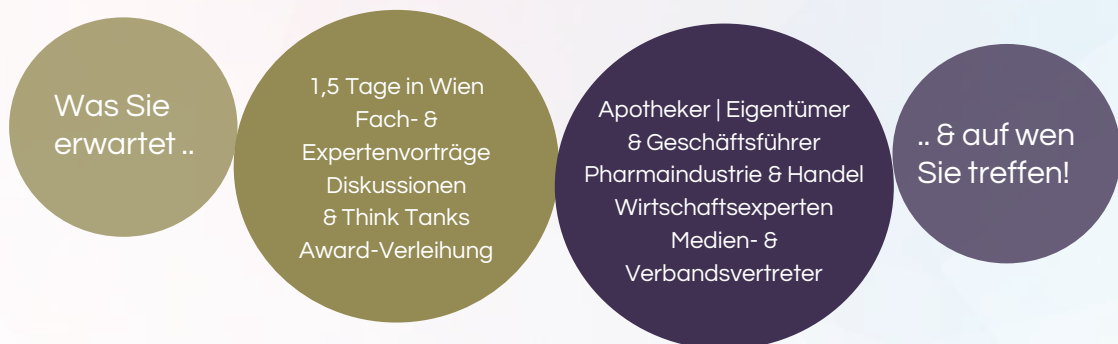 Was Sie
erwartet ..
1,5 Tage in Wien
Fach- &
Expertenvorträge
Diskussionen
& Think Tanks
Award-Verleihung
Apotheker | Eigentümer
& Geschäftsführer
Pharmaindustrie & Handel
Wirtschaftsexperten
Medien- &
Verbandsvertreter
.. & auf wen
Sie treffen!